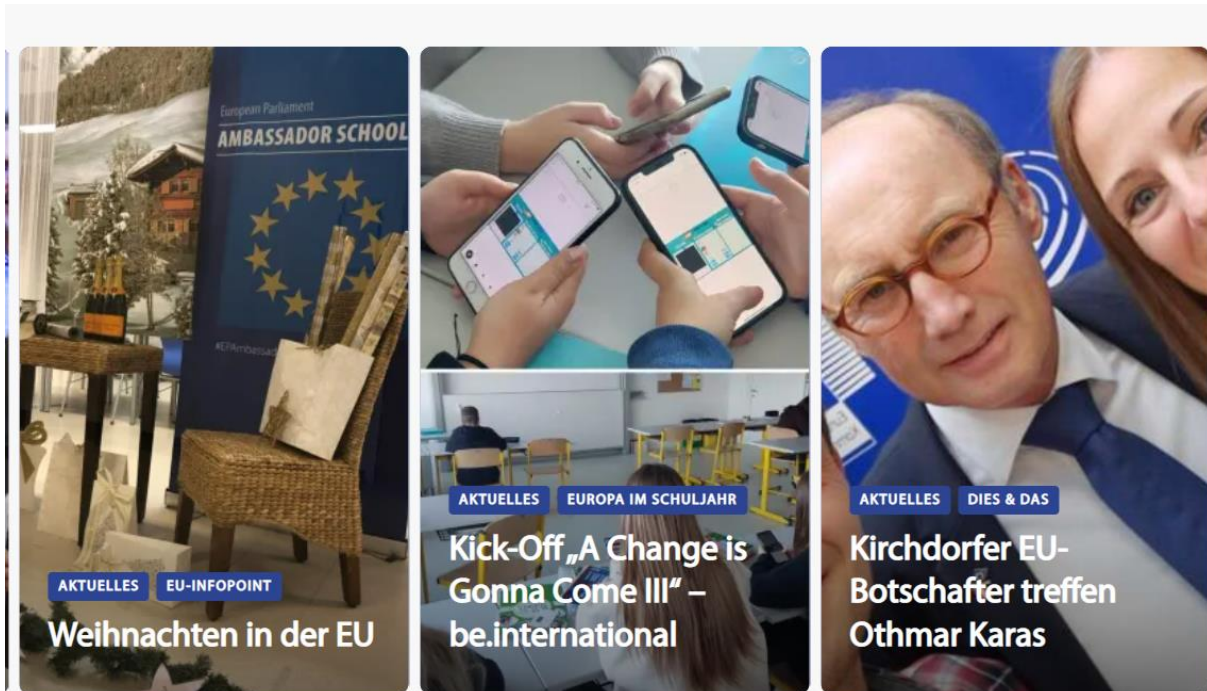 European Parliament
AMBASSADOR SCHOOL
#EPAmbassad
AKTUELLES
EU-INFOPOINT
Weihnachten in der EU
AKTUELLES
EUROPA IM SCHULJAHR
Kick-Off „A Change is
Gonna Come III“ –
be.international
AKTUELLES
DIES & DAS
Kirchdorfer EU-
Botschafter treffen
Othmar Karas